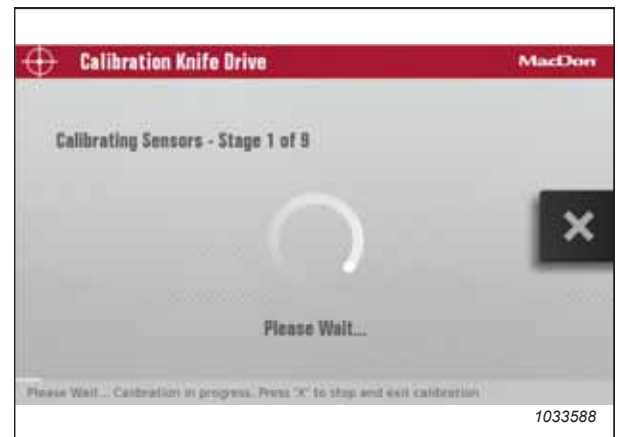 Calibration Knife Drive MacDon
Calibrating Sensors - Stage 1 of 9
Please Wait...
Please Wait... Calibration in progress. Press "X" to stop and exit calibration
1033588